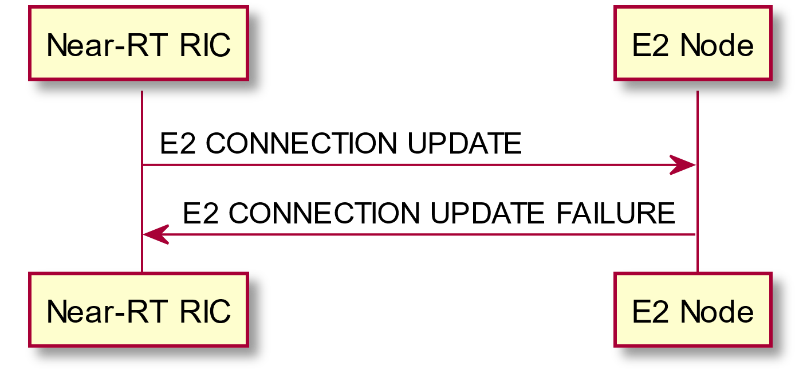 Near-RT RIC
E2 Node
E2 CONNECTION UPDATE
E2 CONNECTION UPDATE FAILURE
Near-RT RIC
E2 Node